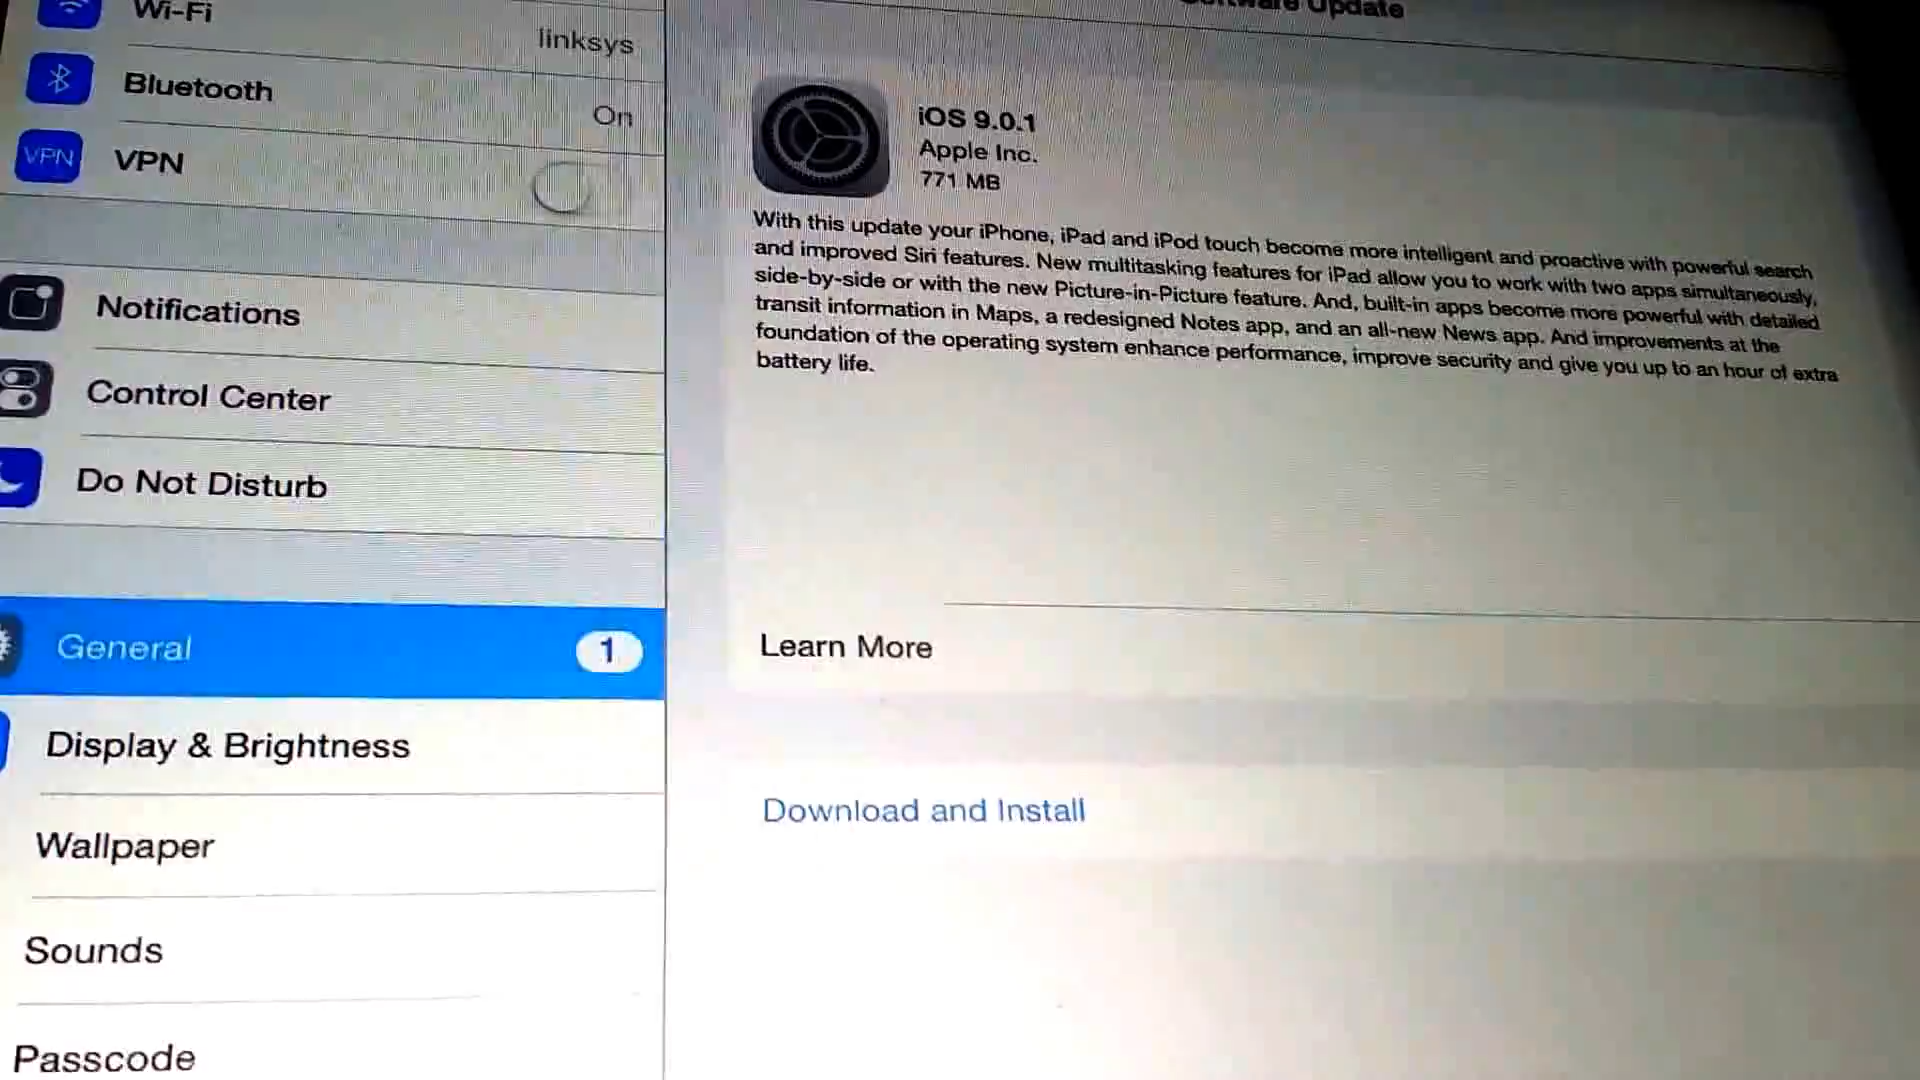 Wi-Fi
linksys
Bluetooth
On
VPN
VPN
Notifications
Control Center
Do Not Disturb
General
1
Display & Brightness
Wallpaper
Sounds
Passcode
Software Update
iOS 9.0.1
Apple Inc.
771 MB
With this update your iPhone, iPad and iPod touch become more intelligent and proactive with powerful search
and improved Siri features. New multitasking features for iPad allow you to work with two apps simultaneously,
side-by-side or with the new Picture-in-Picture feature. And, built-in apps become more powerful with detailed
transit information in Maps, a redesigned Notes app, and an all-new News app. And improvements at the
foundation of the operating system enhance performance, improve security and give you up to an hour of extra
battery life.
Learn More
Download and Install